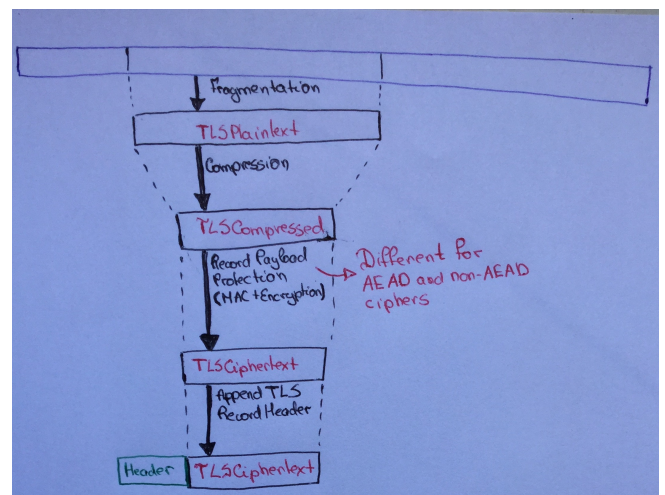 Fragmentation
TLSPlaintext
Compression
TLSCompressed
Record Payload
Protection
(MAC+Encryption)
Different for
AEAD and non-AEAD
ciphers
TLSCiphertext
Append TLS
Record Header
Header
TLSCiphertext